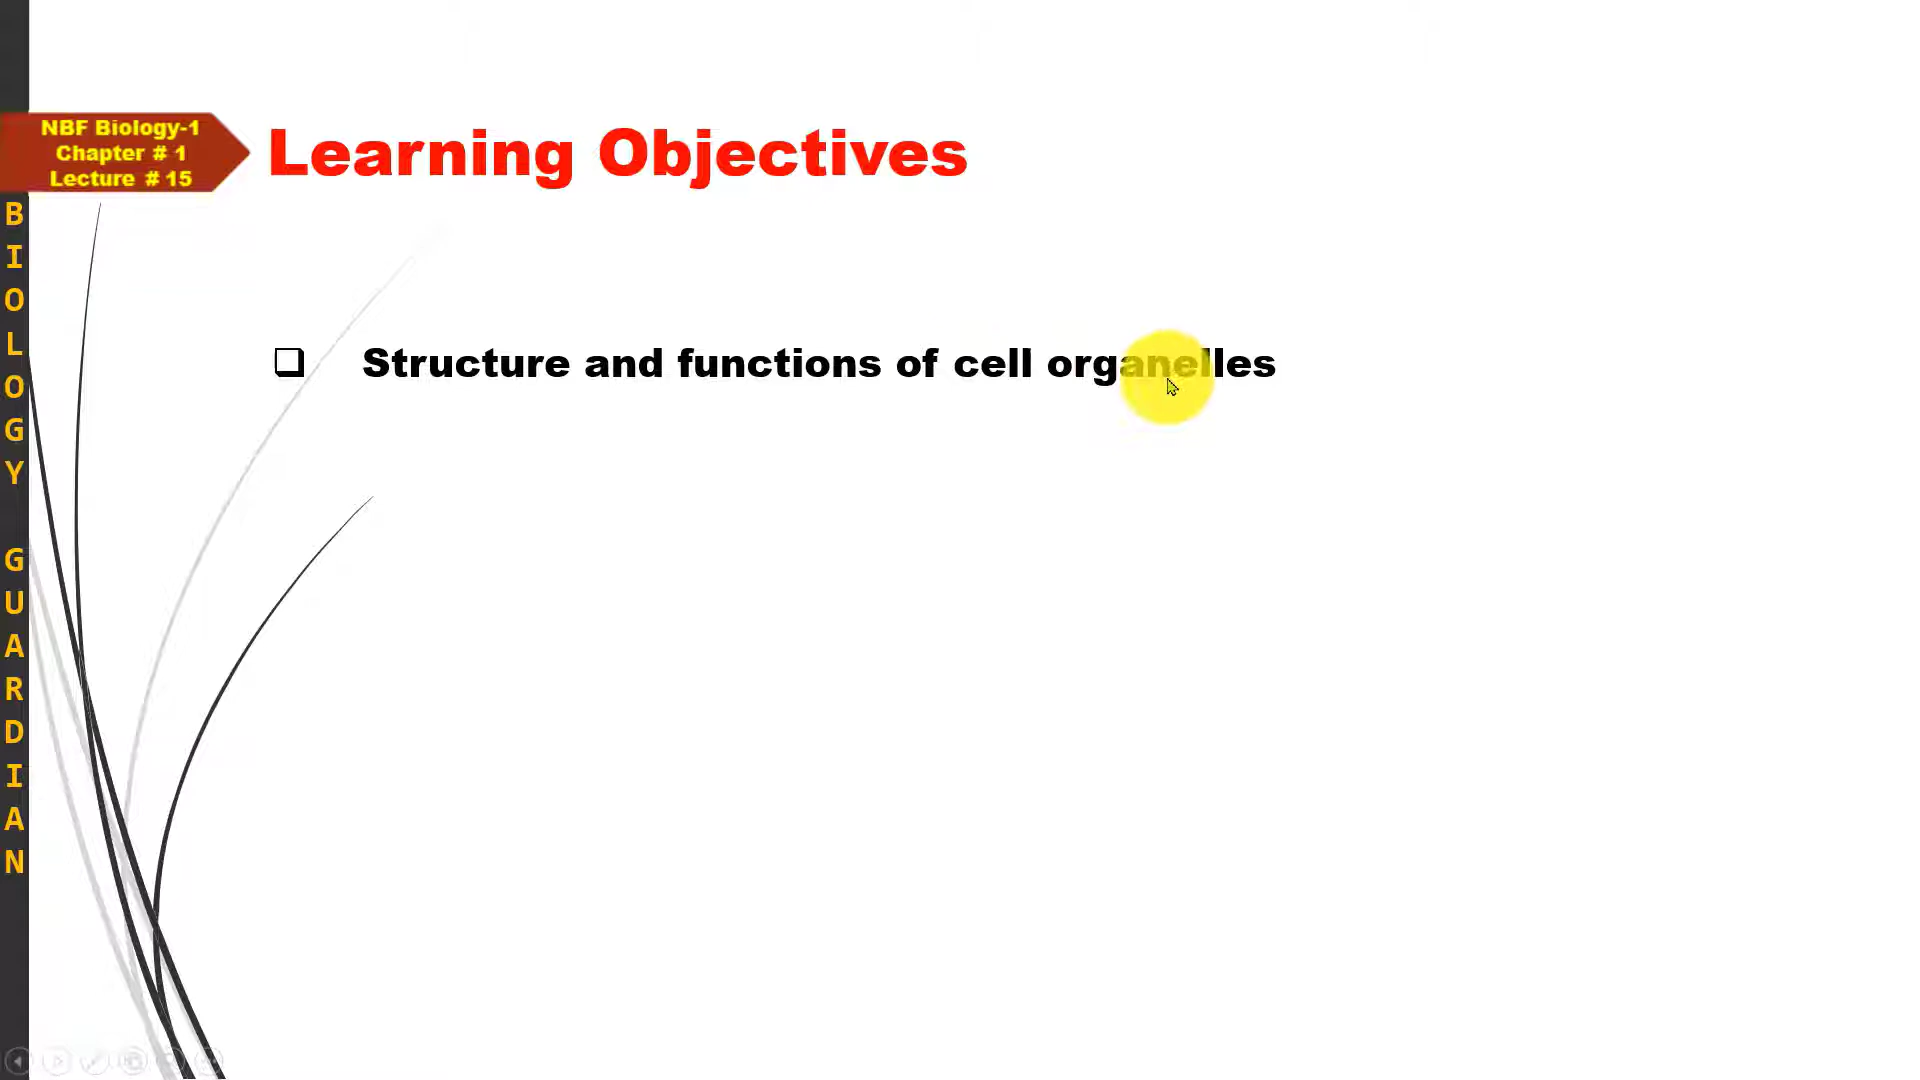 NBF Biology-1
Chapter # 1
Lecture # 15
Learning Objectives
Structure and functions of cell organelles
BIOLOGY GUARDIAN